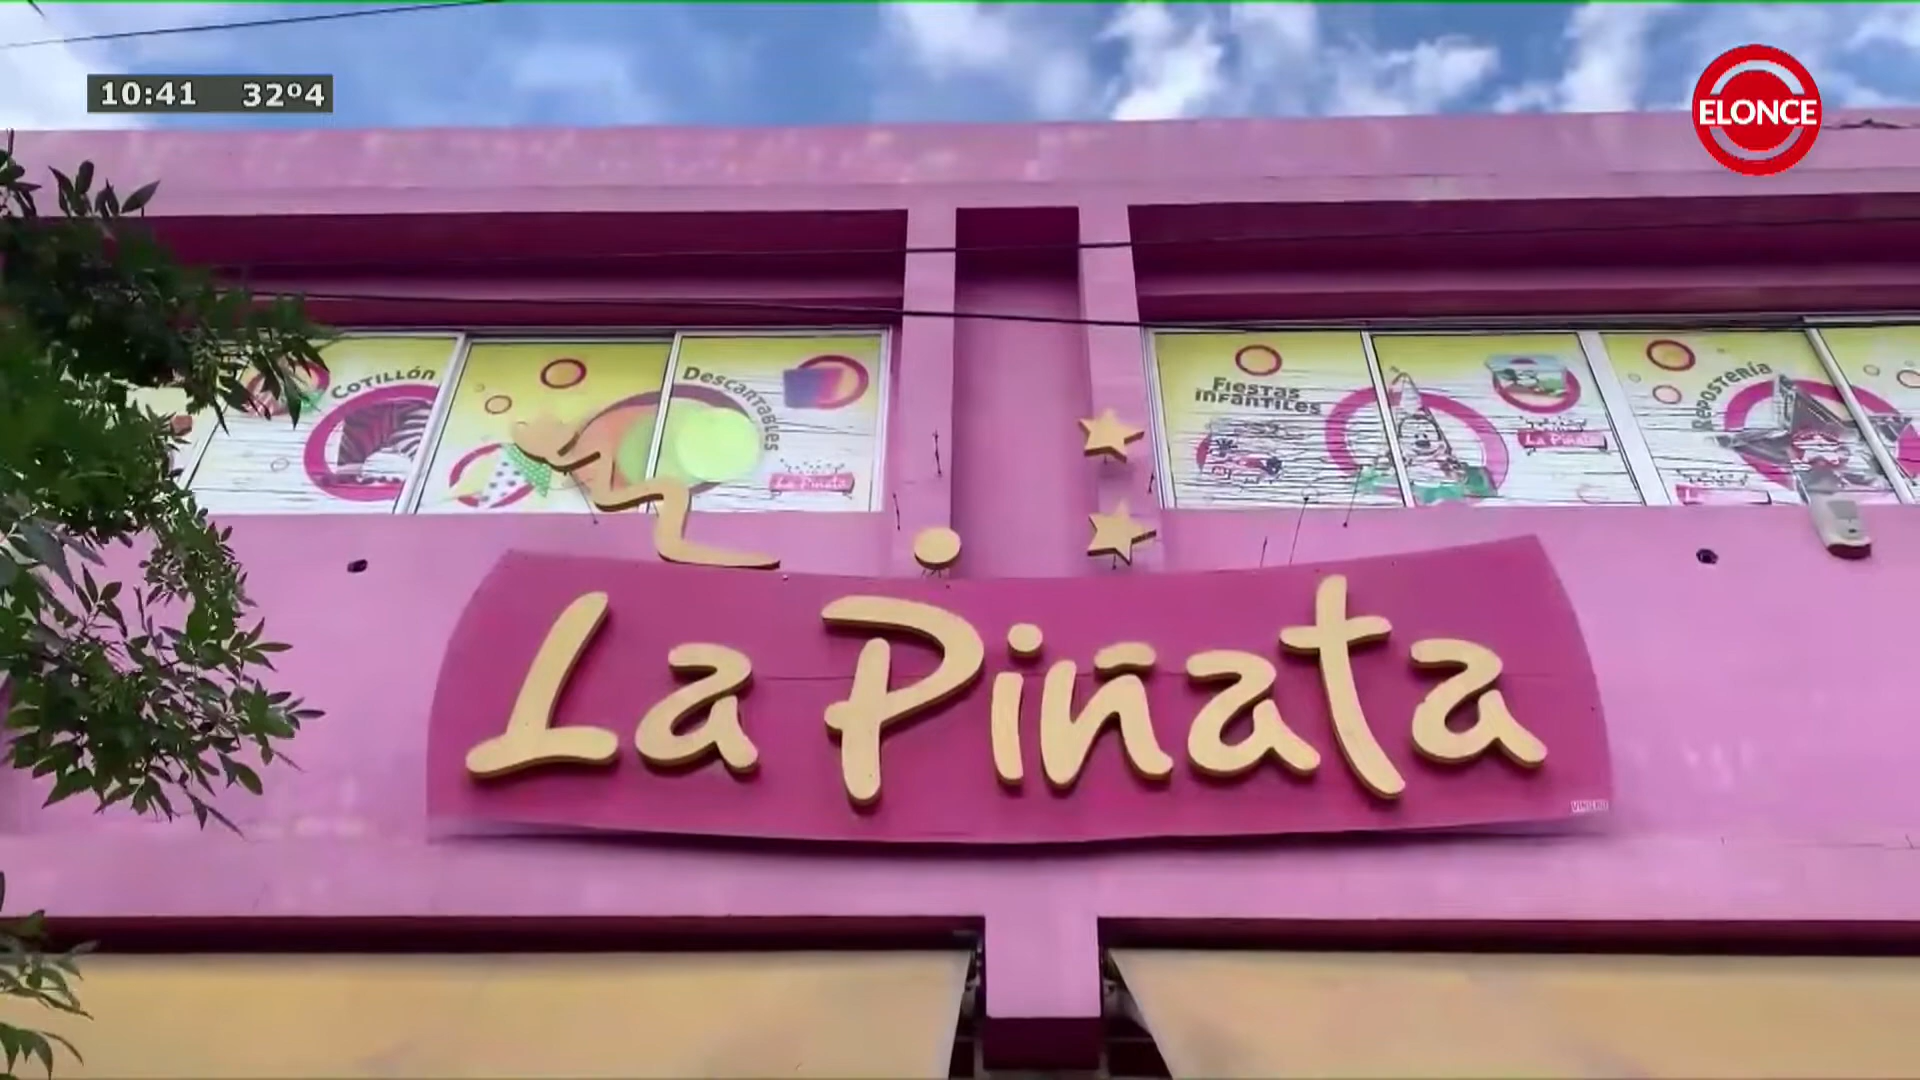 10:41 32º4
ELONCE
Cotillón
Descartables
La Piñata
Fiestas
infantiles
La Piñata
Repostería
La Piñata